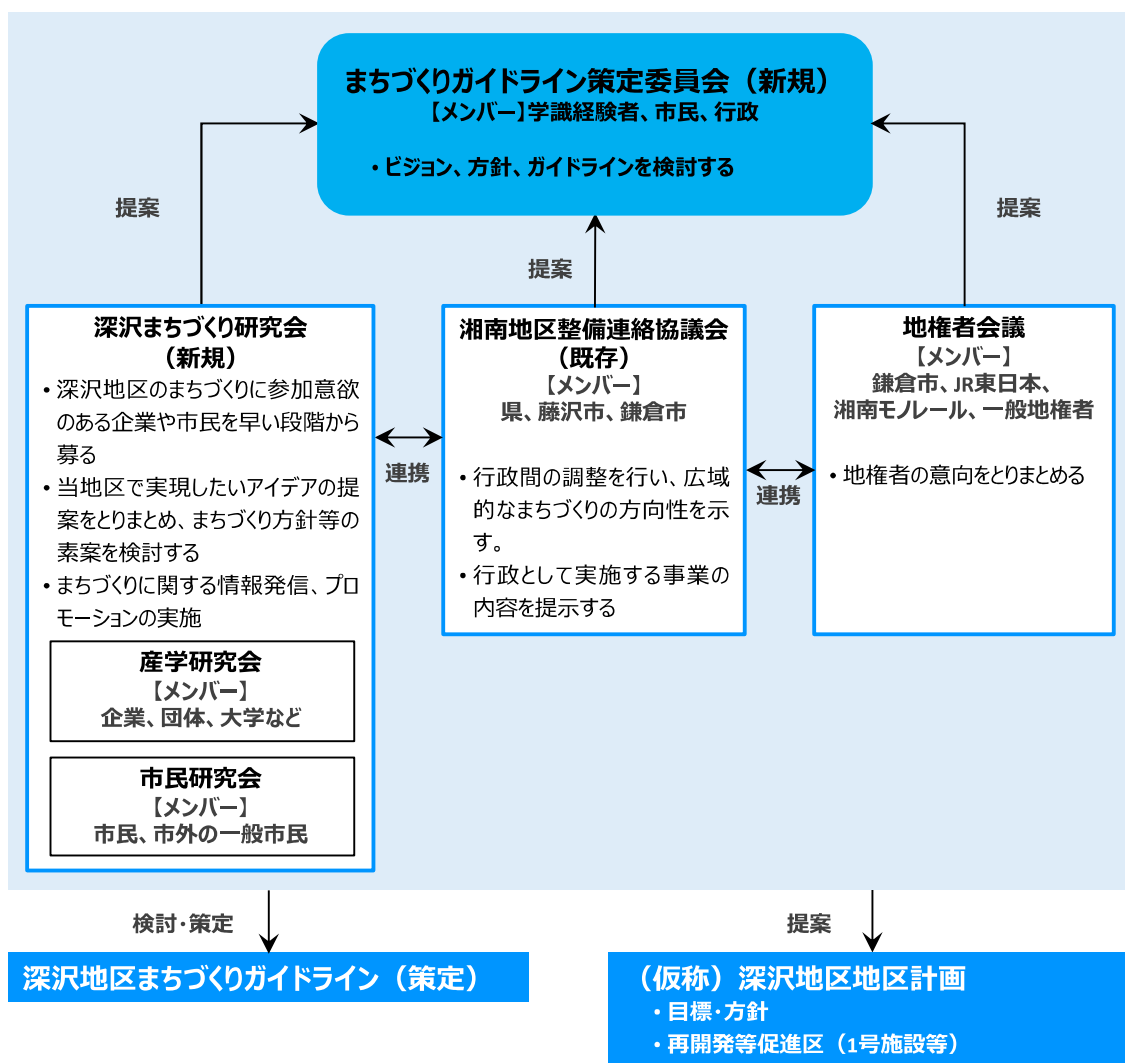 まちづくりガイドライン策定委員会（新規）
【メンバー】学識経験者、市民、行政
・ビジョン、方針、ガイドラインを検討する
提案
提案
提案
深沢まちづくり研究会
（新規）
・深沢地区のまちづくりに参加意欲
のある企業や市民を早い段階から
募る
・当地区で実現したいアイデアの提
案をとりまとめ、まちづくり方針等の
素案を検討する
・まちづくりに関する情報発信、プロ
モーションの実施
産学研究会
【メンバー】
企業、団体、大学など
市民研究会
【メンバー】
市民、市外の一般市民
連携
湘南地区整備連絡協議会
（既存）
【メンバー】
県、藤沢市、鎌倉市
・行政間の調整を行い、広域
的なまちづくりの方向性を示
す。
・行政として実施する事業の
内容を提示する
連携
地権者会議
【メンバー】
鎌倉市、JR東日本、
湘南モノレール、一般地権者
・地権者の意向をとりまとめる
検討・策定
提案
深沢地区まちづくりガイドライン（策定）
（仮称）深沢地区地区計画
・目標・方針
・再開発等促進区（1号施設等）